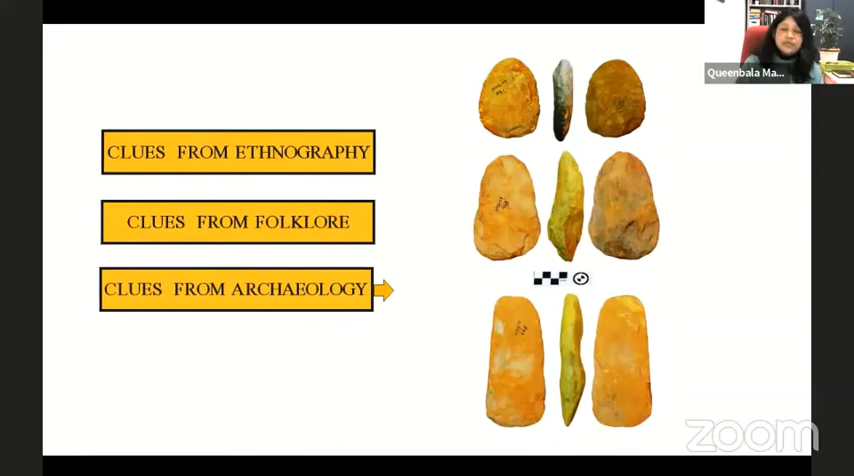 Queenbala Ma...
CLUES FROM ETHNOGRAPHY
CLUES FROM FOLKLORE
CLUES FROM ARCHAEOLOGY
zoom